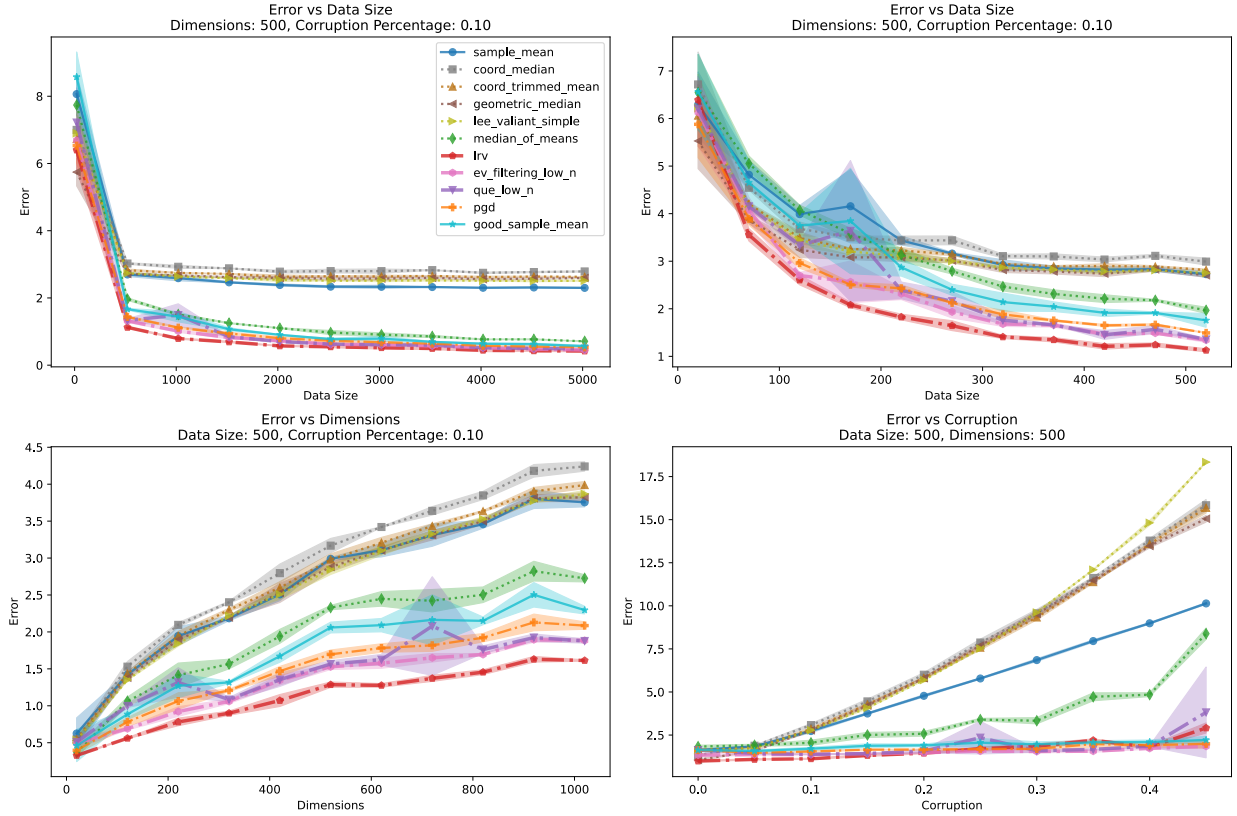 Error vs Data Size
Dimensions: 500, Corruption Percentage: 0.10
Error
8
6
4
2
0
sample_mean
coord_median
coord_trimmed_mean
geometric_median
lee_valiant_simple
median_of_means
lrv
ev_filtering_low_n
que_low_n
pgd
good_sample_mean
0 1000 2000 3000 4000 5000
Data Size
Error vs Data Size
Dimensions: 500, Corruption Percentage: 0.10
Error
7
6
5
4
3
2
1
0 100 200 300 400 500
Data Size
Error vs Dimensions
Data Size: 500, Corruption Percentage: 0.10
Error
4.5
4.0
3.5
3.0
2.5
2.0
1.5
1.0
0.5
0 200 400 600 800 1000
Dimensions
Error vs Corruption
Data Size: 500, Dimensions: 500
Error
17.5
15.0
12.5
10.0
7.5
5.0
2.5
0.0 0.1 0.2 0.3 0.4
Corruption